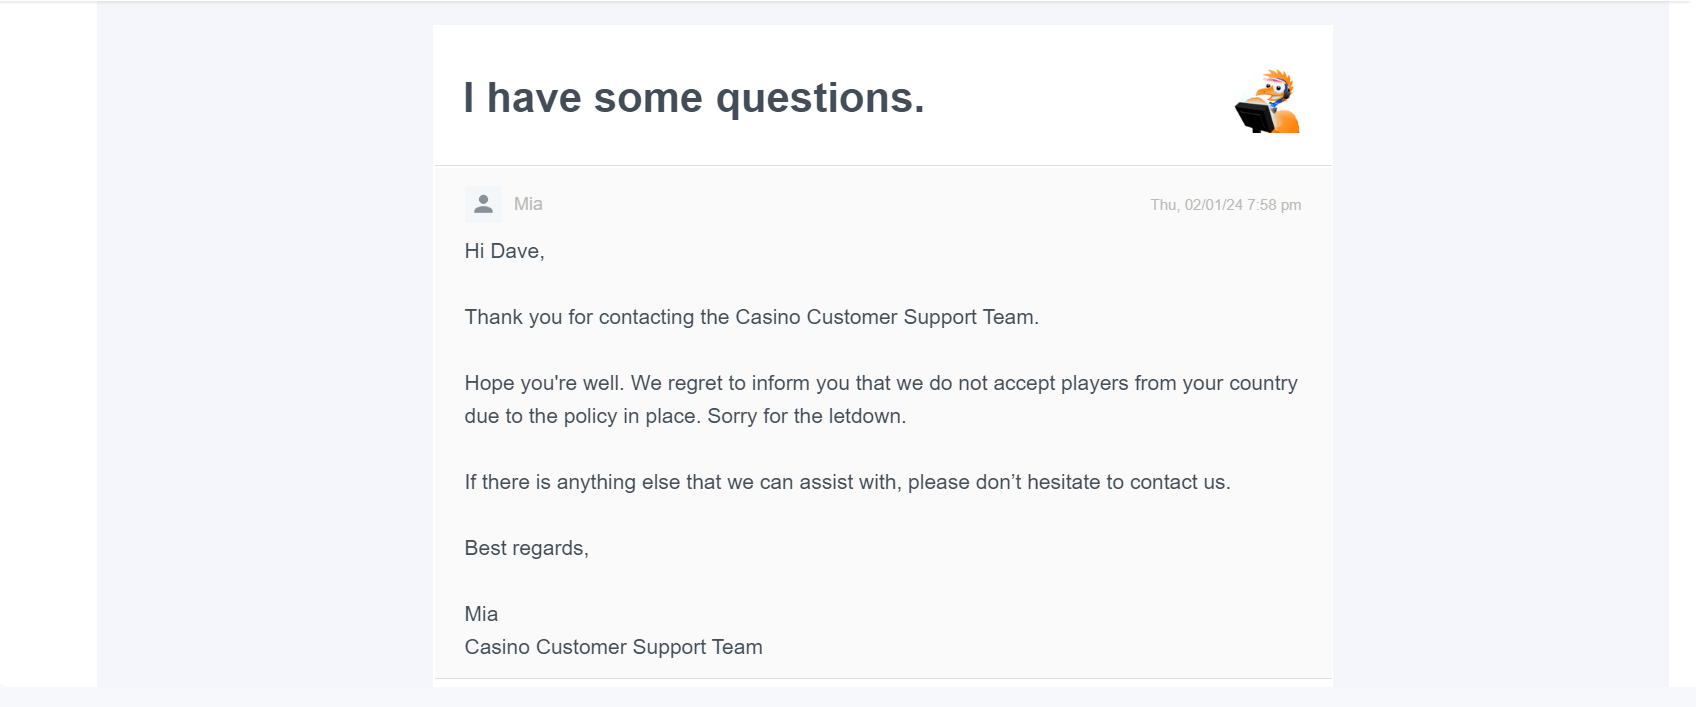 I have some questions.
Mia
Thu, 02/01/24 7:58 pm
Hi Dave,
Thank you for contacting the Casino Customer Support Team.
Hope you're well. We regret to inform you that we do not accept players from your country
due to the policy in place. Sorry for the letdown.
If there is anything else that we can assist with, please don’t hesitate to contact us.
Best regards,
Mia
Casino Customer Support Team